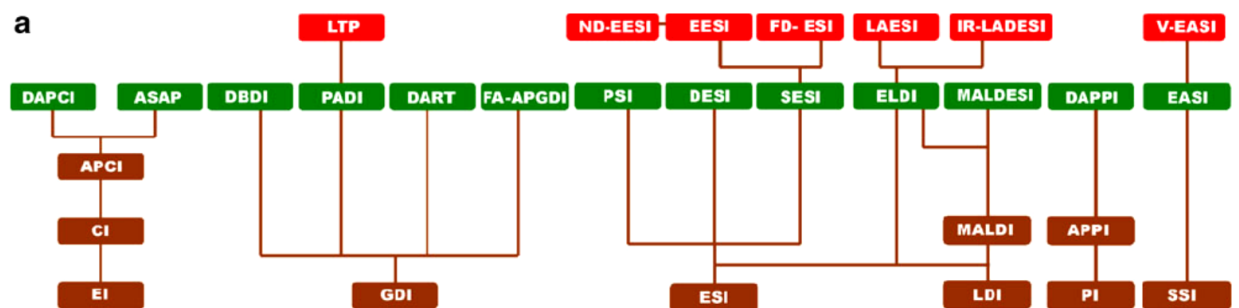 a
LTP
ND-EESI
EESI
FD- ESI
LAESI
IR-LADESI
V-EASI
DAPCI
ASAP
DBDI
PADI
DART
FA-APGDI
PSI
DESI
SESI
ELDI
MALDESI
DAPPI
EASI
APCI
CI
MALDI
APPI
EI
GDI
ESI
LDI
PI
SSI